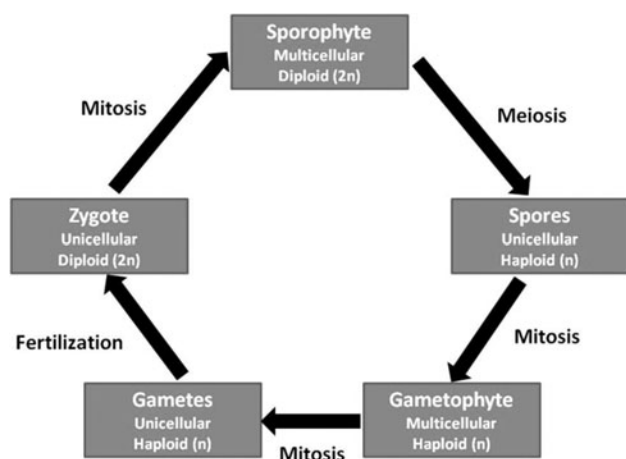 Sporophyte
Multicellular
Diploid (2n)
Mitosis
Meiosis
Zygote
Unicellular
Diploid (2n)
Spores
Unicellular
Haploid (n)
Fertilization
Mitosis
Gametes
Unicellular
Haploid (n)
Gametophyte
Multicellular
Haploid (n)
Mitosis